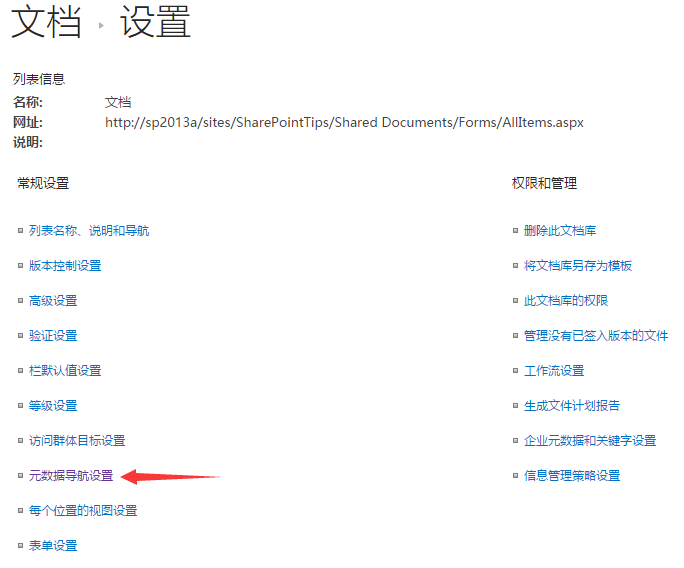 文档 ▸ 设置
列表信息
名称: 文档
网址: http://sp2013a/sites/SharePointTips/Shared Documents/Forms/AllItems.aspx
说明:
常规设置
列表名称、说明和导航
版本控制设置
高级设置
验证设置
栏默认值设置
等级设置
访问群体目标设置
元数据导航设置
每个位置的视图设置
表单设置
权限和管理
删除此文档库
将文档库另存为模板
此文档库的权限
管理没有已签入版本的文件
工作流设置
生成文件计划报告
企业元数据和关键字设置
信息管理策略设置